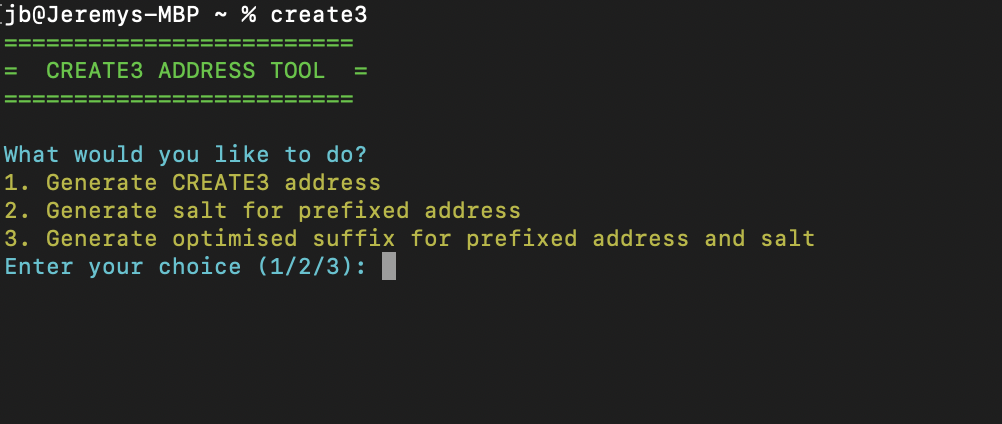 [jb@Jeremys-MBP ~ % create3
=========================
=  CREATE3 ADDRESS TOOL  =
=========================
What would you like to do?
1. Generate CREATE3 address
2. Generate salt for prefixed address
3. Generate optimised suffix for prefixed address and salt
Enter your choice (1/2/3):